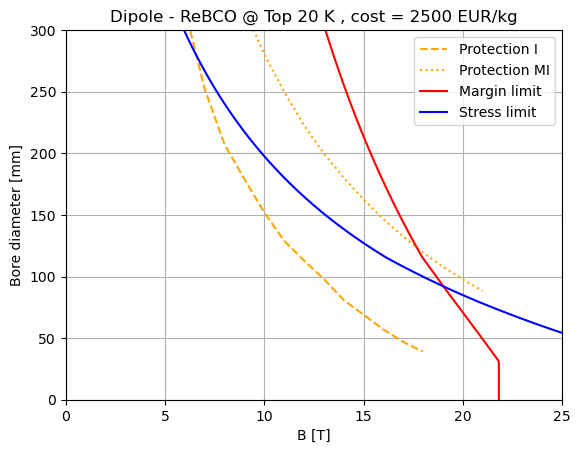 Dipole - ReBCO @ Top 20 K , cost = 2500 EUR/kg
Protection I
Protection MI
Margin limit
Stress limit
Bore diameter [mm]
300
250
200
150
100
50
0
0 5 10 15 20 25
B [T]